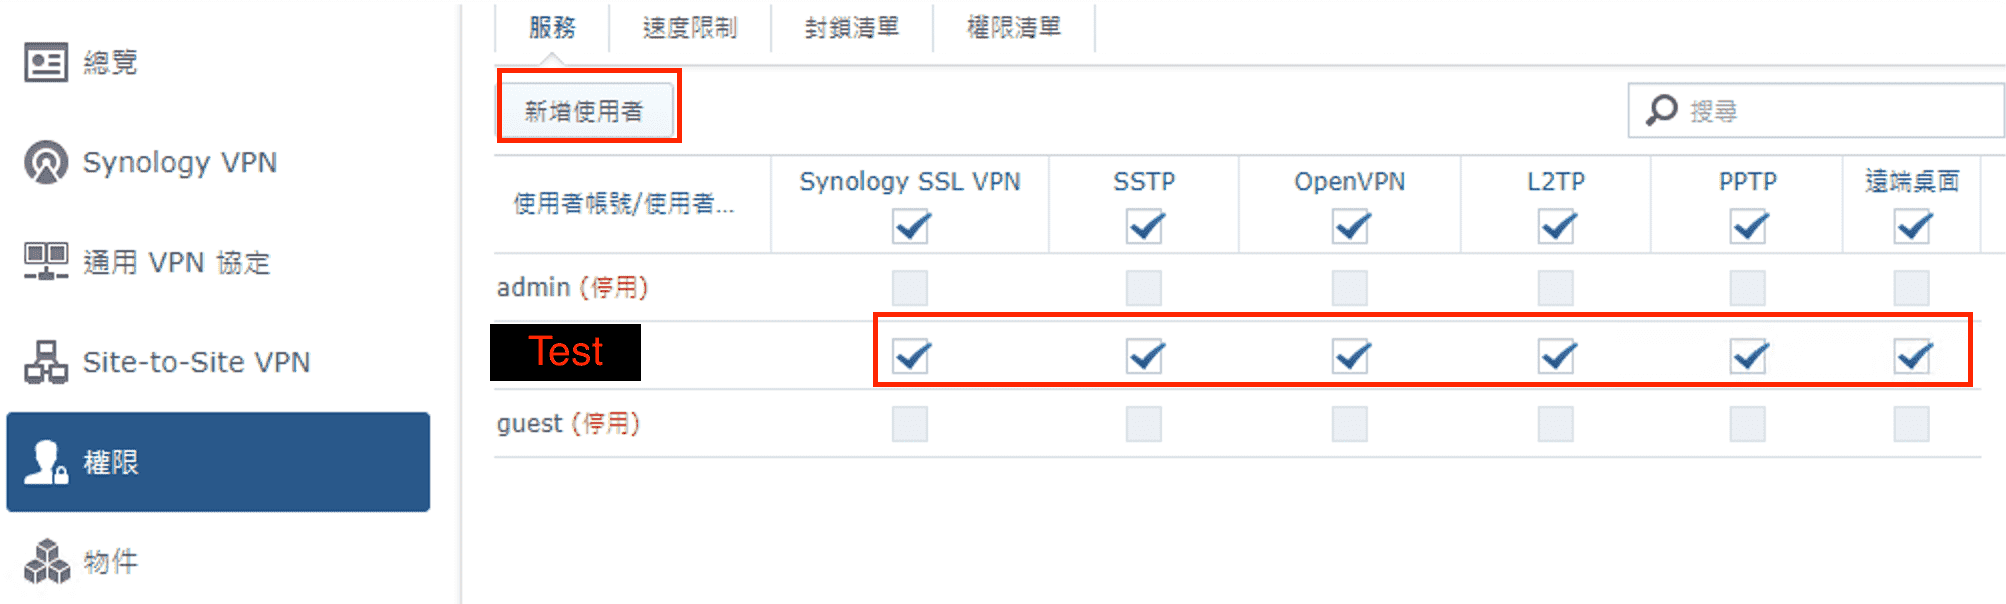 總覽
Synology VPN
通用 VPN 協定
Site-to-Site VPN
權限
物件
服務 速度限制 封鎖清單 權限清單
新增使用者
搜尋
使用者帳號/使用者... Synology SSL VPN SSTP OpenVPN L2TP PPTP 遠端桌面
admin (停用)
Test
guest (停用)